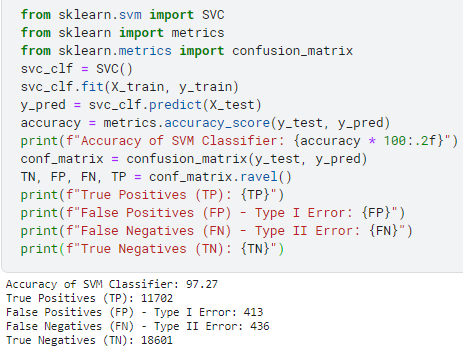 from sklearn.svm import SVC
from sklearn import metrics
from sklearn.metrics import confusion_matrix
svc_clf = SVC()
svc_clf.fit(X_train, y_train)
y_pred = svc_clf.predict(X_test)
accuracy = metrics.accuracy_score(y_test, y_pred)
print(f"Accuracy of SVM Classifier: {accuracy * 100:.2f}")
conf_matrix = confusion_matrix(y_test, y_pred)
TN, FP, FN, TP = conf_matrix.ravel()
print(f"True Positives (TP): {TP}")
print(f"False Positives (FP) - Type I Error: {FP}")
print(f"False Negatives (FN) - Type II Error: {FN}")
print(f"True Negatives (TN): {TN}")
Accuracy of SVM Classifier: 97.27
True Positives (TP): 11702
False Positives (FP) - Type I Error: 413
False Negatives (FN) - Type II Error: 436
True Negatives (TN): 18601